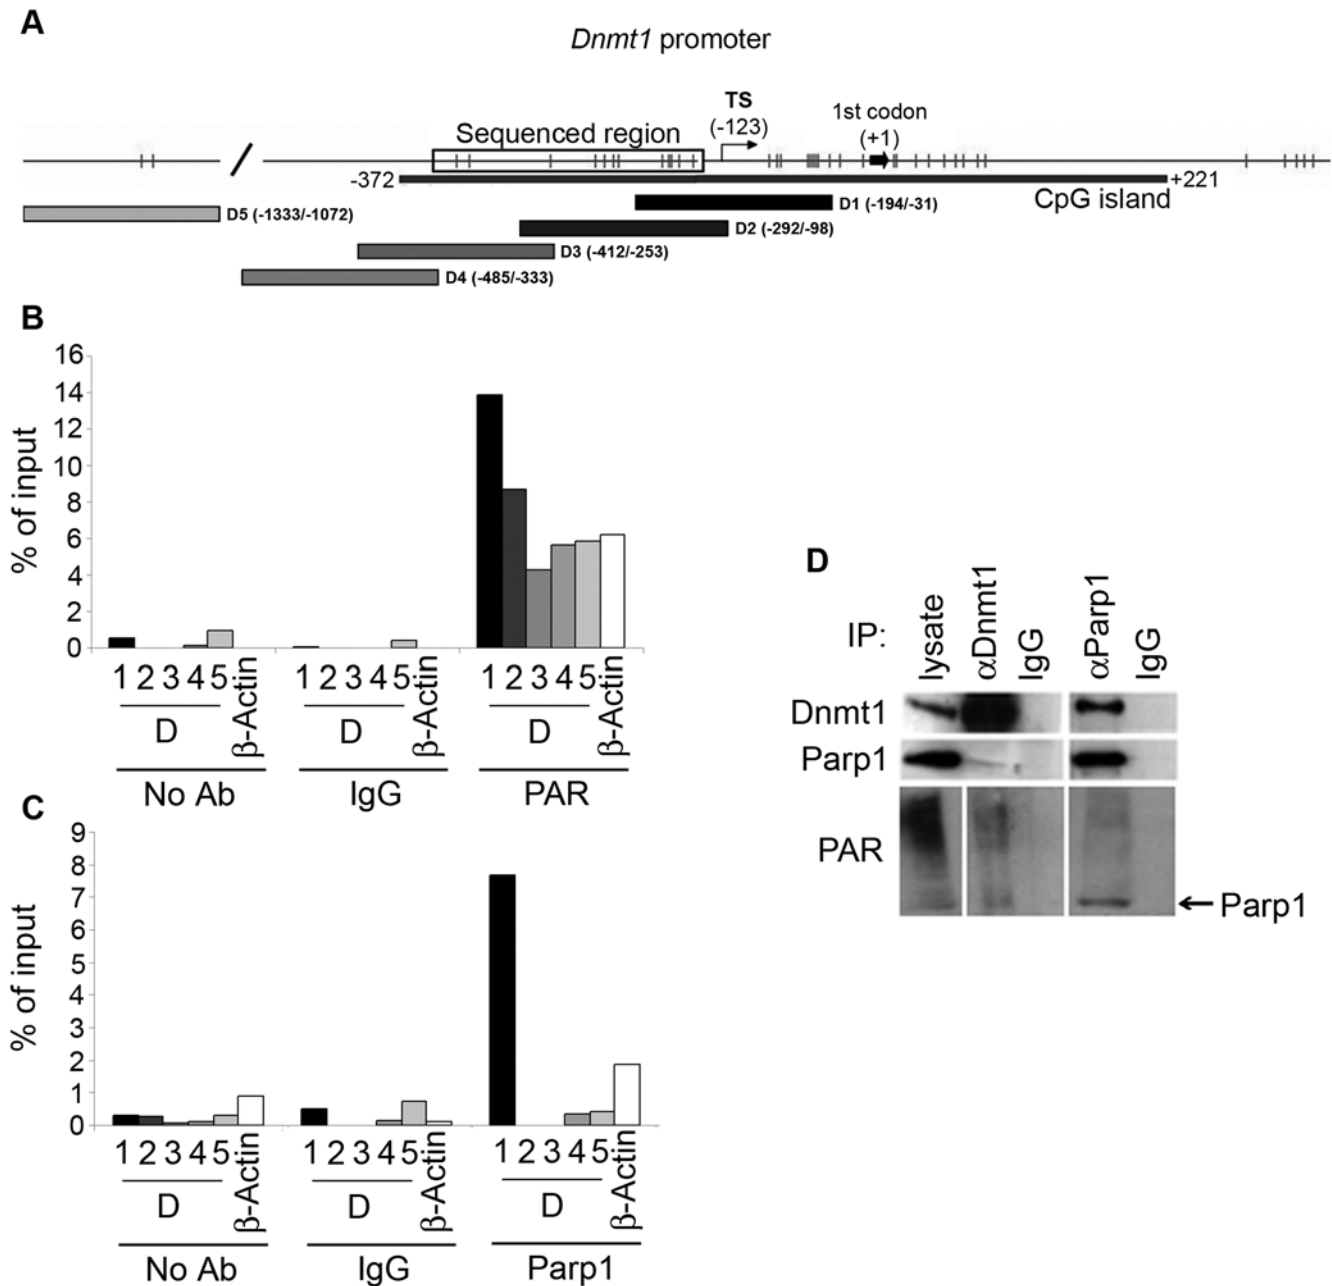 A
Dnmt1 promoter
TS
(-123)
1st codon
(+1)
Sequenced region
-372
+221
CpG island
D5 (-1333/-1072)
D1 (-194/-31)
D2 (-292/-98)
D3 (-412/-253)
D4 (-485/-333)
B
% of input
16
14
12
10
8
6
4
2
0
1 2 3 4 5 β-Actin
D
No Ab
1 2 3 4 5 β-Actin
D
IgG
1 2 3 4 5 β-Actin
D
PAR
C
% of input
9
8
7
6
5
4
3
2
1
0
1 2 3 4 5 β-Actin
D
No Ab
1 2 3 4 5 β-Actin
D
IgG
1 2 3 4 5 β-Actin
D
Parp1
D
IP: lysate αDnmt1 IgG αParp1 IgG
Dnmt1
Parp1
PAR
Parp1